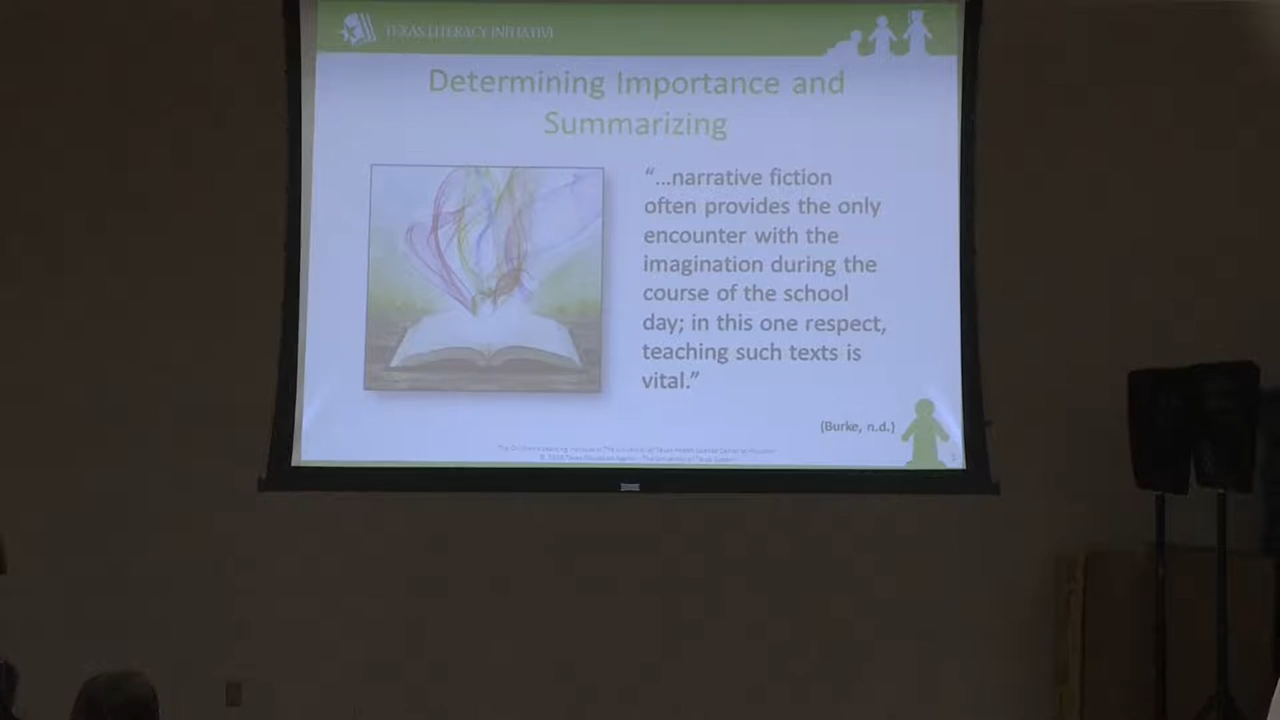 TEXAS LITERACY INITIATIVE
Determining Importance and
Summarizing
“...narrative fiction
often provides the only
encounter with the
imagination during the
course of the school
day; in this one respect,
teaching such texts is
vital.”
(Burke, n.d.)